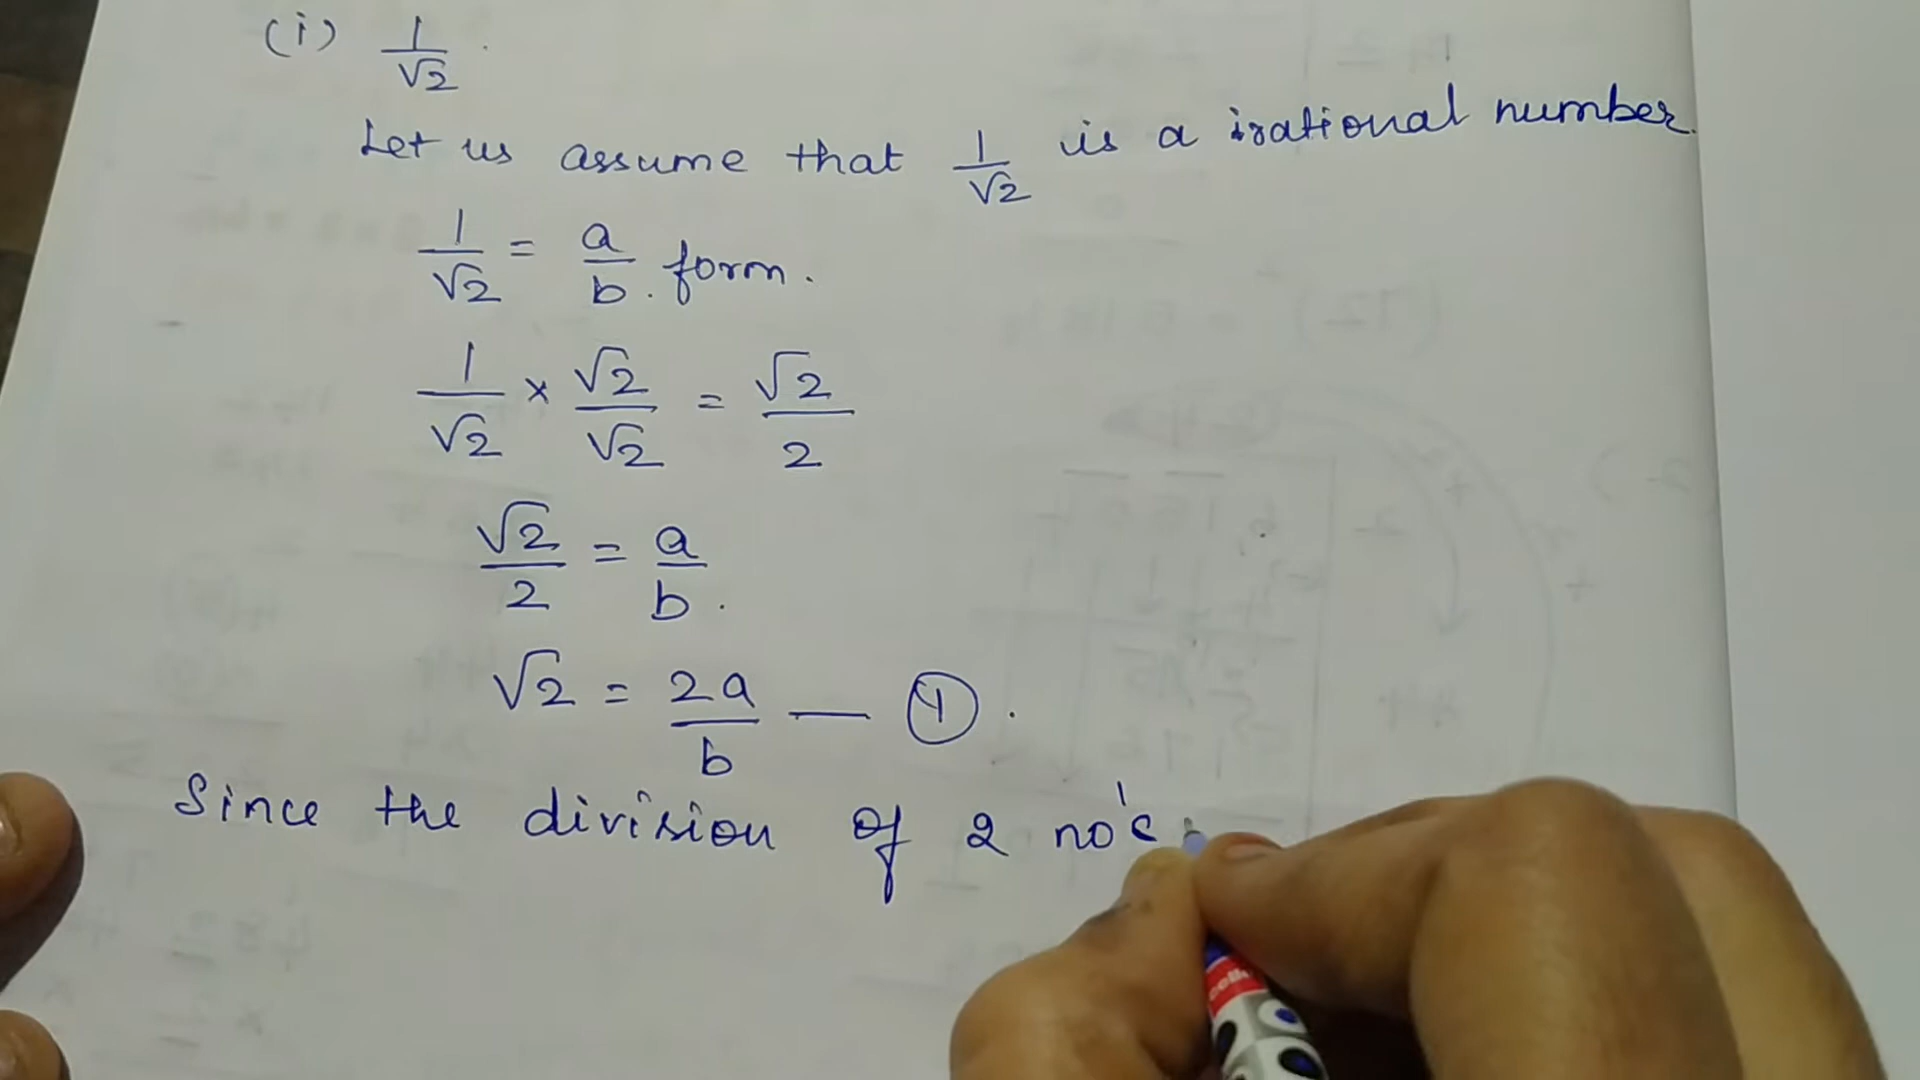 (i) 1/√2 .
Let us assume that 1/√2 is a irational number.
1/√2 = a/b . form.
1/√2 × √2/√2 = √2/2
√2/2 = a/b .
√2 = 2a/b — ① .
Since the division of 2 no's